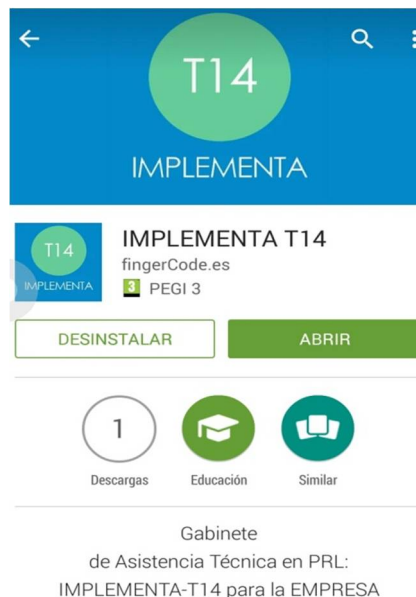 T14
IMPLEMENTA
T14
IMPLEMENTA
IMPLEMENTA T14
fingerCode.es
3 PEGI 3
DESINSTALAR
ABRIR
1
Descargas
Educación
Similar
Gabinete
de Asistencia Técnica en PRL:
IMPLEMENTA-T14 para la EMPRESA